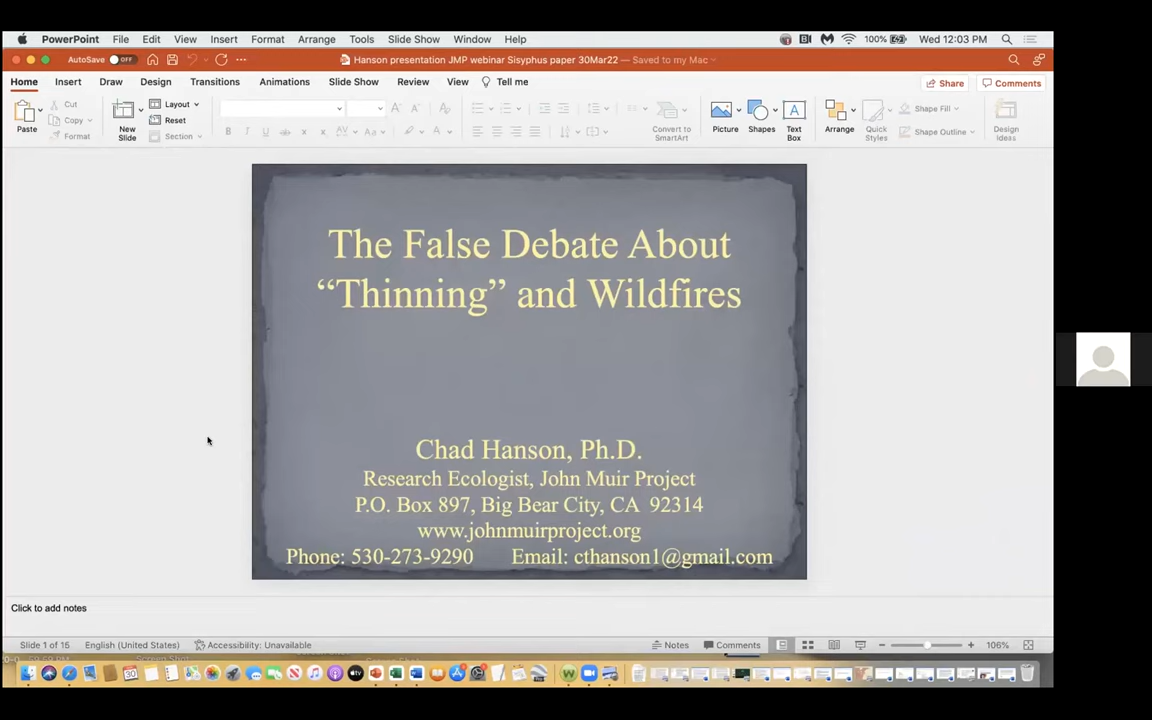 PowerPoint File Edit View Insert Format Arrange Tools Slide Show Window Help 100% Wed 12:03 PM
AutoSave OFF Hanson presentation JMP webinar Sisyphus paper 30Mar22 — Saved to my Mac
Home Insert Draw Design Transitions Animations Slide Show Review View Tell me Share Comments
Paste Cut Copy Format New Slide Layout Reset Section Convert to SmartArt Picture Shapes Text Box Arrange Quick Styles Shape Fill Shape Outline Design Ideas
The False Debate About
“Thinning” and Wildfires
Chad Hanson, Ph.D.
Research Ecologist, John Muir Project
P.O. Box 897, Big Bear City, CA 92314
www.johnmuirproject.org
Phone: 530-273-9290 Email: cthanson1@gmail.com
Click to add notes
Slide 1 of 15 English (United States) Accessibility: Unavailable Notes Comments 106%